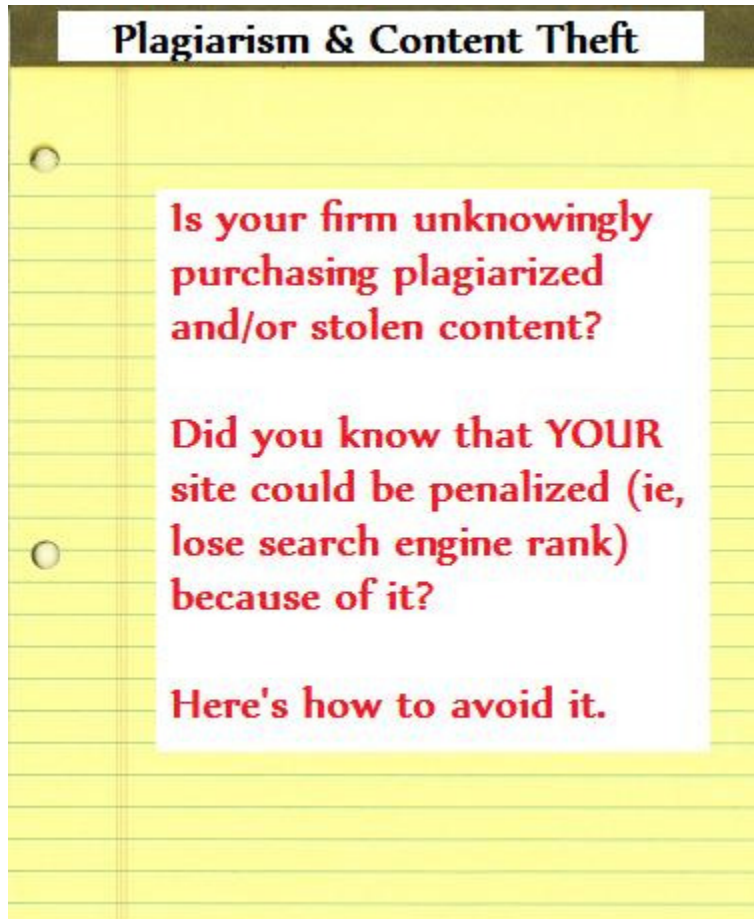 Plagiarism & Content Theft
Is your firm unknowingly
purchasing plagiarized
and/or stolen content?
Did you know that YOUR
site could be penalized (ie,
lose search engine rank)
because of it?
Here's how to avoid it.